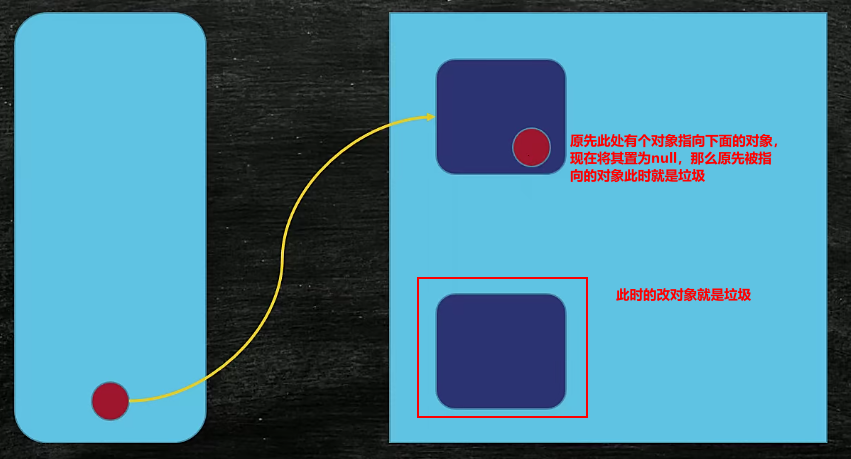 原先此处有个对象指向下面的对象，
现在将其置为null，那么原先被指
向的对象此时就是垃圾
此时的改对象就是垃圾